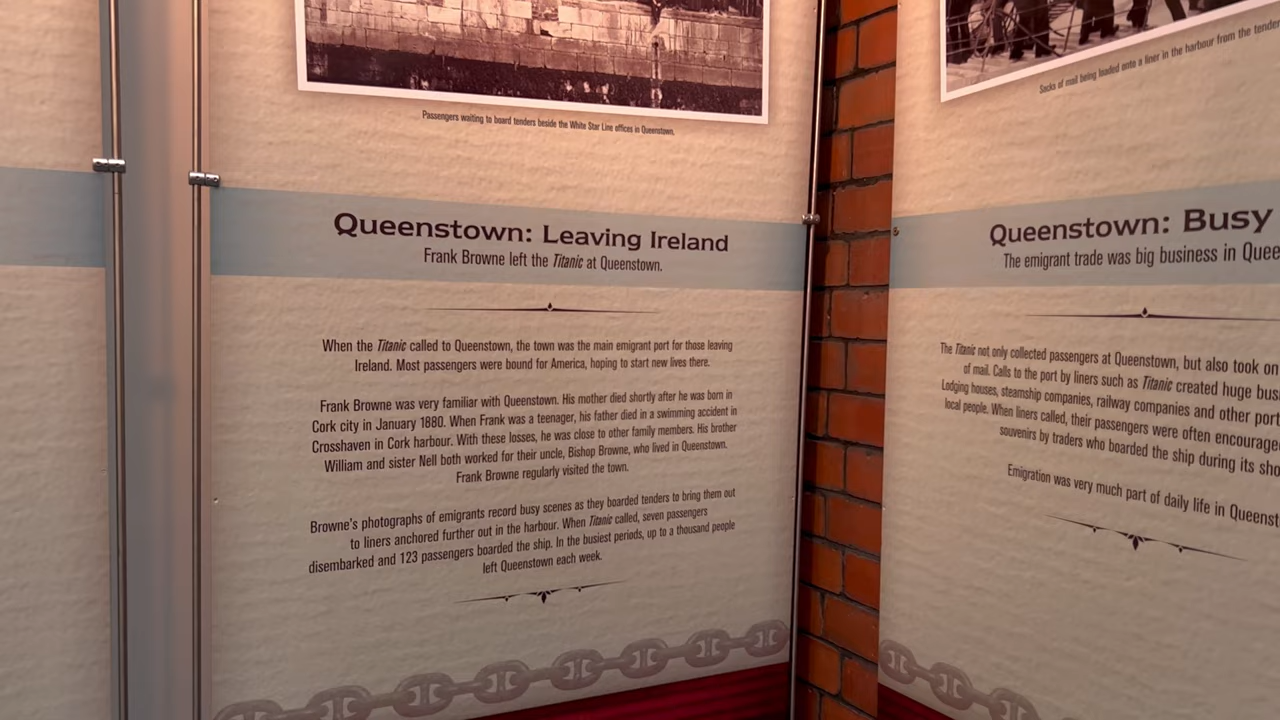 Passengers waiting to board tenders beside the White Star Line offices in Queenstown.
Queenstown: Leaving Ireland
Frank Browne left the Titanic at Queenstown.
When the Titanic called to Queenstown, the town was the main emigrant port for those leaving
Ireland. Most passengers were bound for America, hoping to start new lives there.
Frank Browne was very familiar with Queenstown. His mother died shortly after he was born in
Cork city in January 1880. When Frank was a teenager, his father died in a swimming accident in
Crosshaven in Cork harbour. With these losses, he was close to other family members. His brother
William and sister Nell both worked for their uncle, Bishop Browne, who lived in Queenstown.
Frank Browne regularly visited the town.
Browne's photographs of emigrants record busy scenes as they boarded tenders to bring them out
to liners anchored further out in the harbour. When Titanic called, seven passengers
disembarked and 123 passengers boarded the ship. In the busiest periods, up to a thousand people
left Queenstown each week.
Sacks of mail being loaded onto a liner in the harbour from the tender
Queenstown: Busy
The emigrant trade was big business in Quee
The Titanic not only collected passengers at Queenstown, but also took on
of mail. Calls to the port by liners such as Titanic created huge bus
Lodging houses, steamship companies, railway companies and other port
local people. When liners called, their passengers were often encourage
souvenirs by traders who boarded the ship during its sho
Emigration was very much part of daily life in Queenst